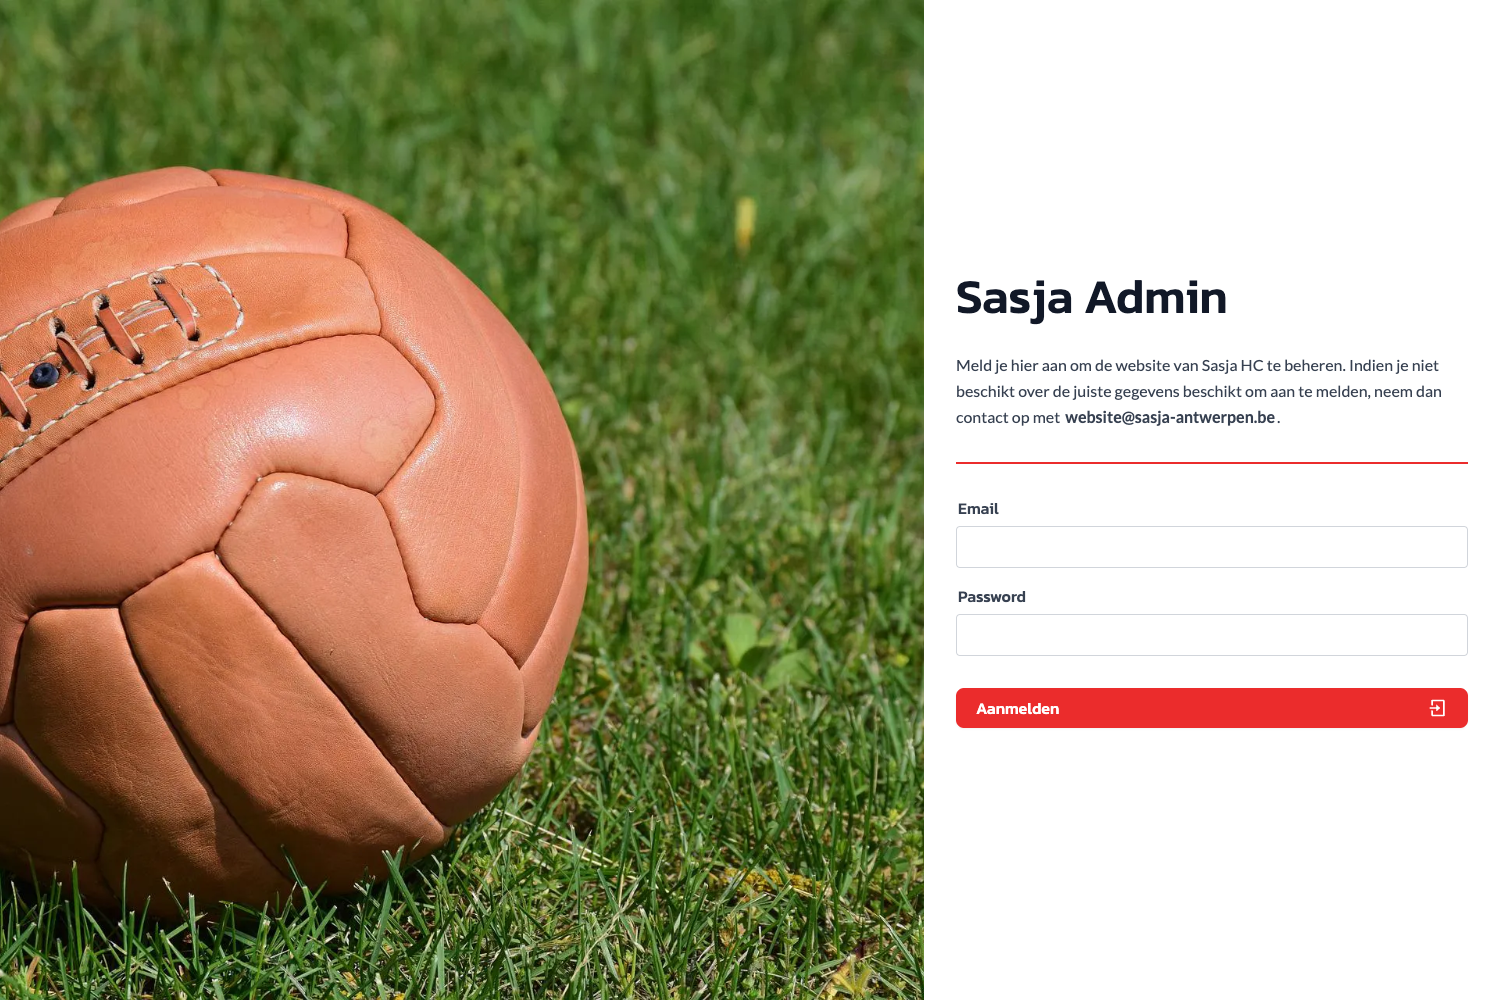 Sasja Admin
Meld je hier aan om de website van Sasja HC te beheren. Indien je niet
beschikt over de juiste gegevens beschikt om aan te melden, neem dan
contact op met website@sasja-antwerpen.be.
Email
Password
Aanmelden